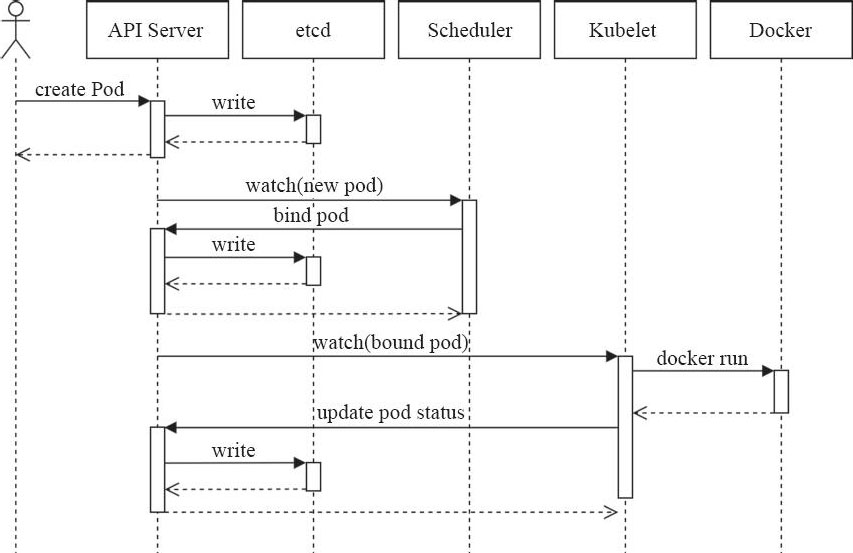 API Server
etcd
Scheduler
Kubelet
Docker
create Pod
write
watch(new pod)
bind pod
write
watch(bound pod)
docker run
update pod status
write